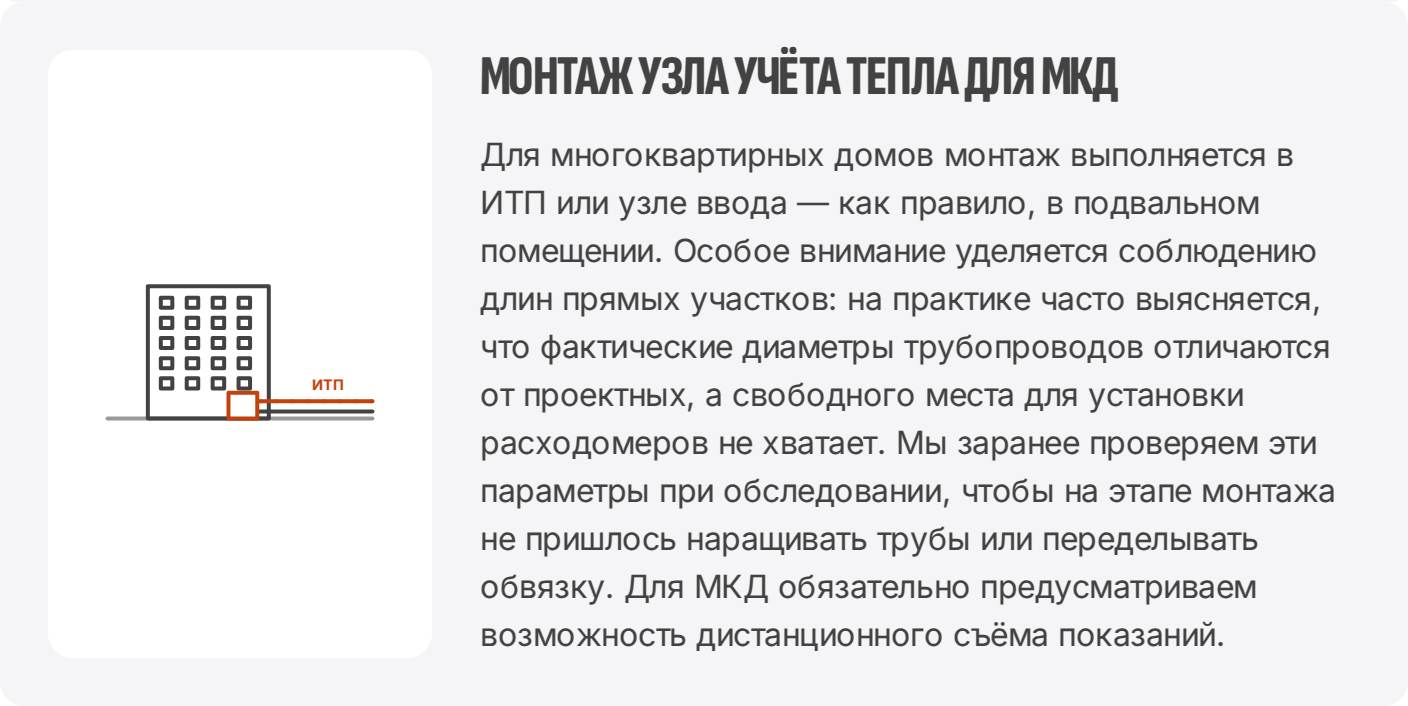 МОНТАЖ УЗЛА УЧЁТА ТЕПЛА ДЛЯ МКД
Для многоквартирных домов монтаж выполняется в
ИТП или узле ввода — как правило, в подвальном
помещении. Особое внимание уделяется соблюдению
длин прямых участков: на практике часто выясняется,
что фактические диаметры трубопроводов отличаются
от проектных, а свободного места для установки
расходомеров не хватает. Мы заранее проверяем эти
параметры при обследовании, чтобы на этапе монтажа
не пришлось наращивать трубы или переделывать
обвязку. Для МКД обязательно предусматриваем
возможность дистанционного съёма показаний.
ИТП